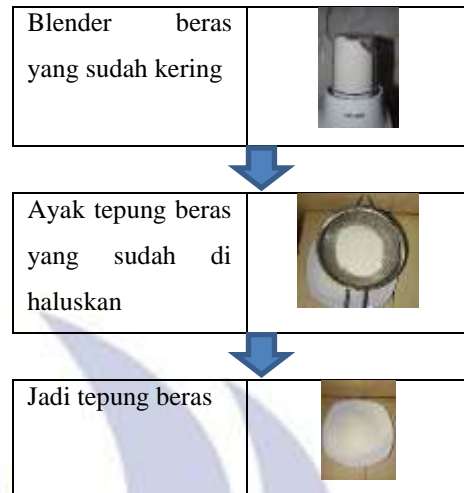 Blender beras
yang sudah kering
Ayak tepung beras
yang sudah di
haluskan
Jadi tepung beras